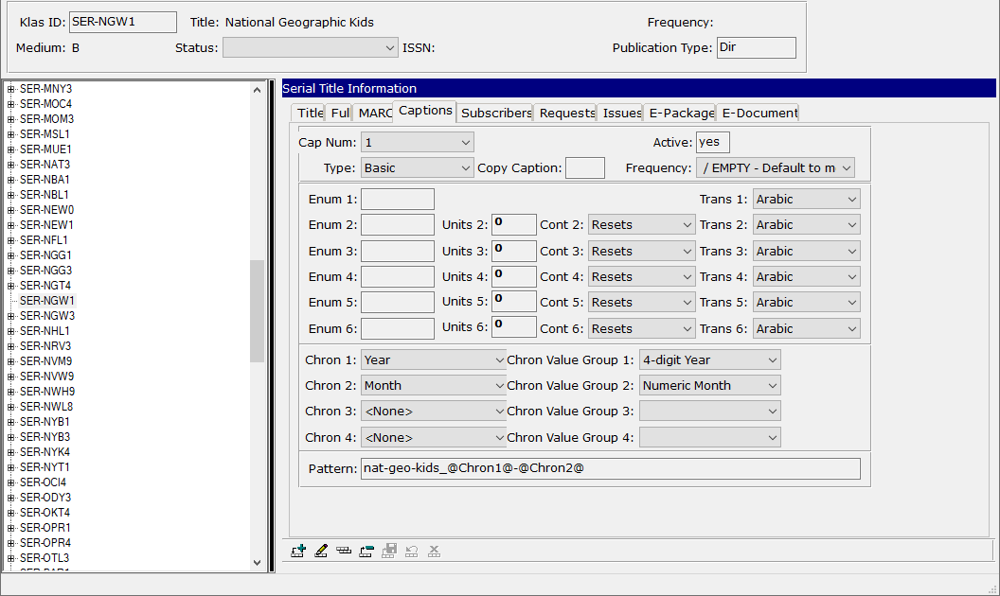 Klas ID: SER-NGW1 Title: National Geographic Kids Frequency:
Medium: B Status: ISSN: Publication Type: Dir
SER-MNY3
SER-MOC4
SER-MOM3
SER-MSL1
SER-MUE1
SER-NAT3
SER-NBA1
SER-NBL1
SER-NEW0
SER-NEW1
SER-NFL1
SER-NGG1
SER-NGG3
SER-NGT4
SER-NGW1
SER-NGW3
SER-NHL1
SER-NRV3
SER-NVM9
SER-NVW9
SER-NWH9
SER-NWL8
SER-NYB1
SER-NYB3
SER-NYK4
SER-NYT1
SER-OCI4
SER-ODY3
SER-OKT4
SER-OPR1
SER-OPR4
SER-OTL3
Serial Title Information
Title Ful MARC Captions Subscribers Requests Issues E-Package E-Document
Cap Num: 1 Active: yes
Type: Basic Copy Caption: Frequency: / EMPTY - Default to m
Enum 1: Trans 1: Arabic
Enum 2: Units 2: 0 Cont 2: Resets Trans 2: Arabic
Enum 3: Units 3: 0 Cont 3: Resets Trans 3: Arabic
Enum 4: Units 4: 0 Cont 4: Resets Trans 4: Arabic
Enum 5: Units 5: 0 Cont 5: Resets Trans 5: Arabic
Enum 6: Units 6: 0 Cont 6: Resets Trans 6: Arabic
Chron 1: Year Chron Value Group 1: 4-digit Year
Chron 2: Month Chron Value Group 2: Numeric Month
Chron 3: <None> Chron Value Group 3:
Chron 4: <None> Chron Value Group 4:
Pattern: nat-geo-kids_@Chron1@-@Chron2@